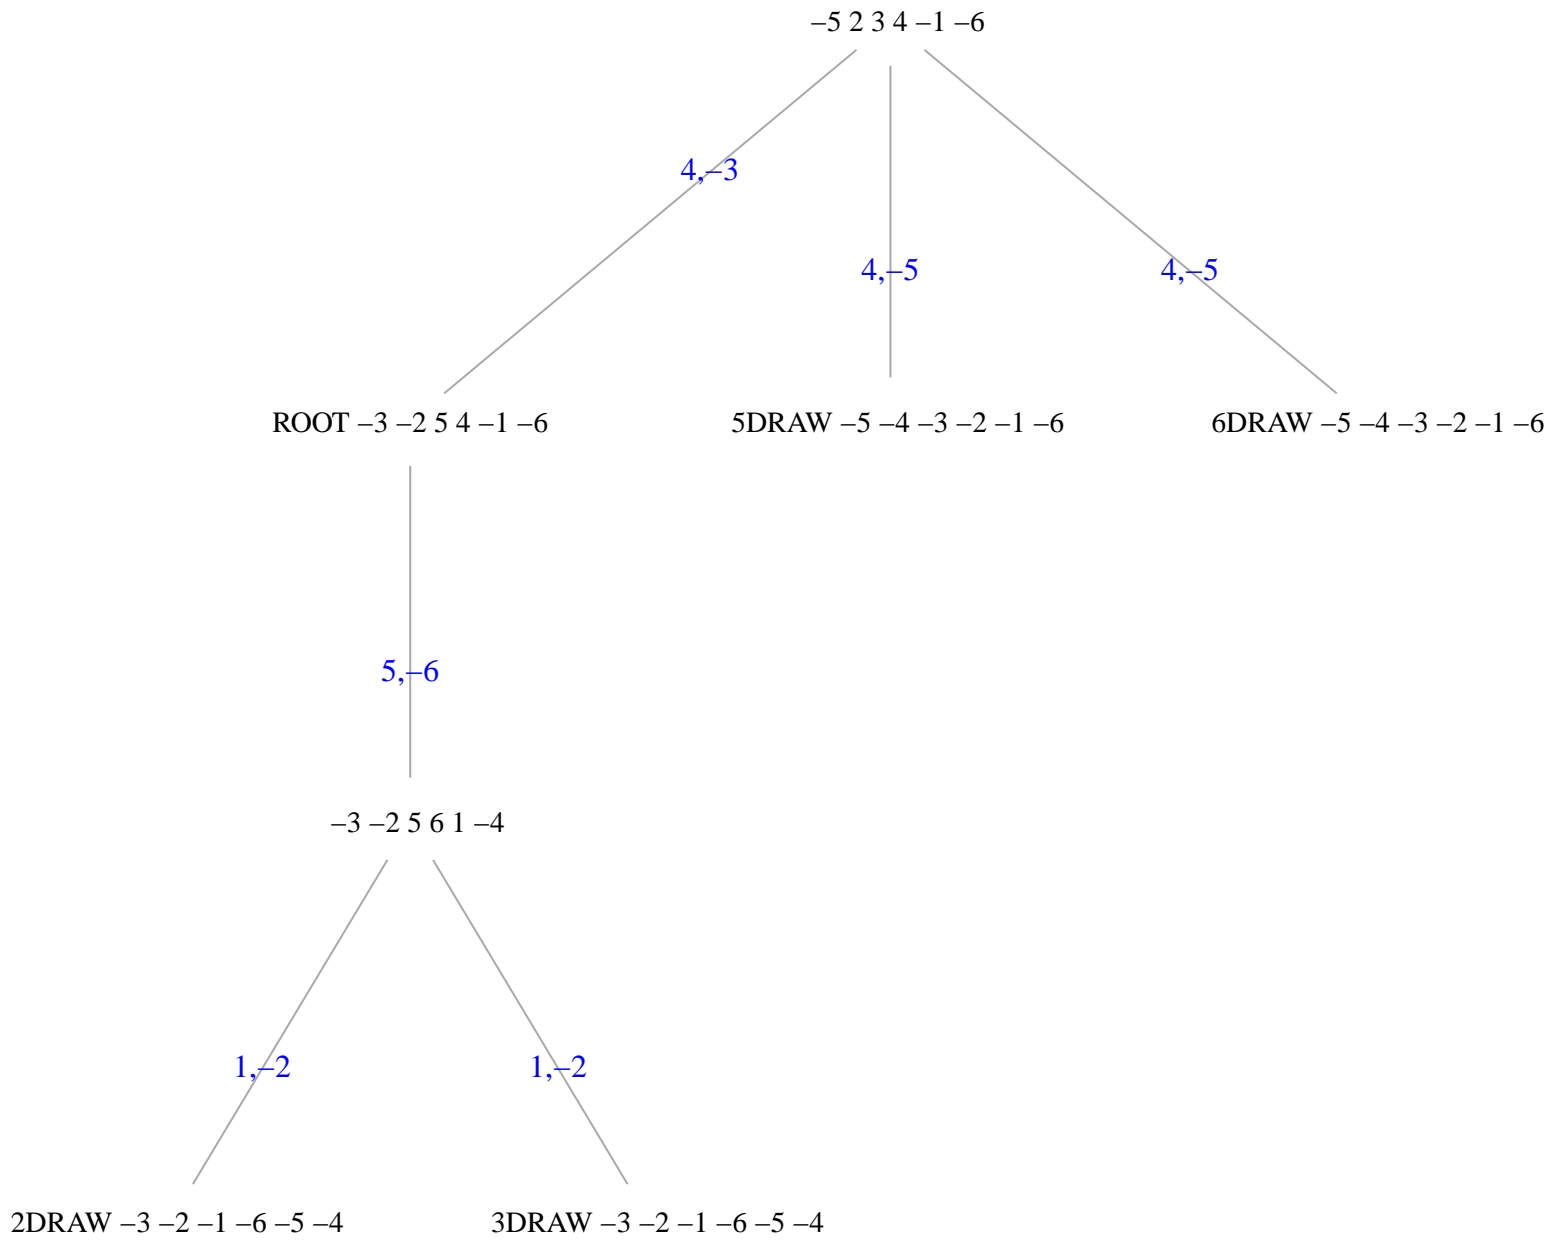 –5 2 3 4 –1 –6
4,–3
4,–5
4,–5
ROOT –3 –2 5 4 –1 –6
5DRAW –5 –4 –3 –2 –1 –6
6DRAW –5 –4 –3 –2 –1 –6
5,–6
–3 –2 5 6 1 –4
1,–2
1,–2
2DRAW –3 –2 –1 –6 –5 –4
3DRAW –3 –2 –1 –6 –5 –4